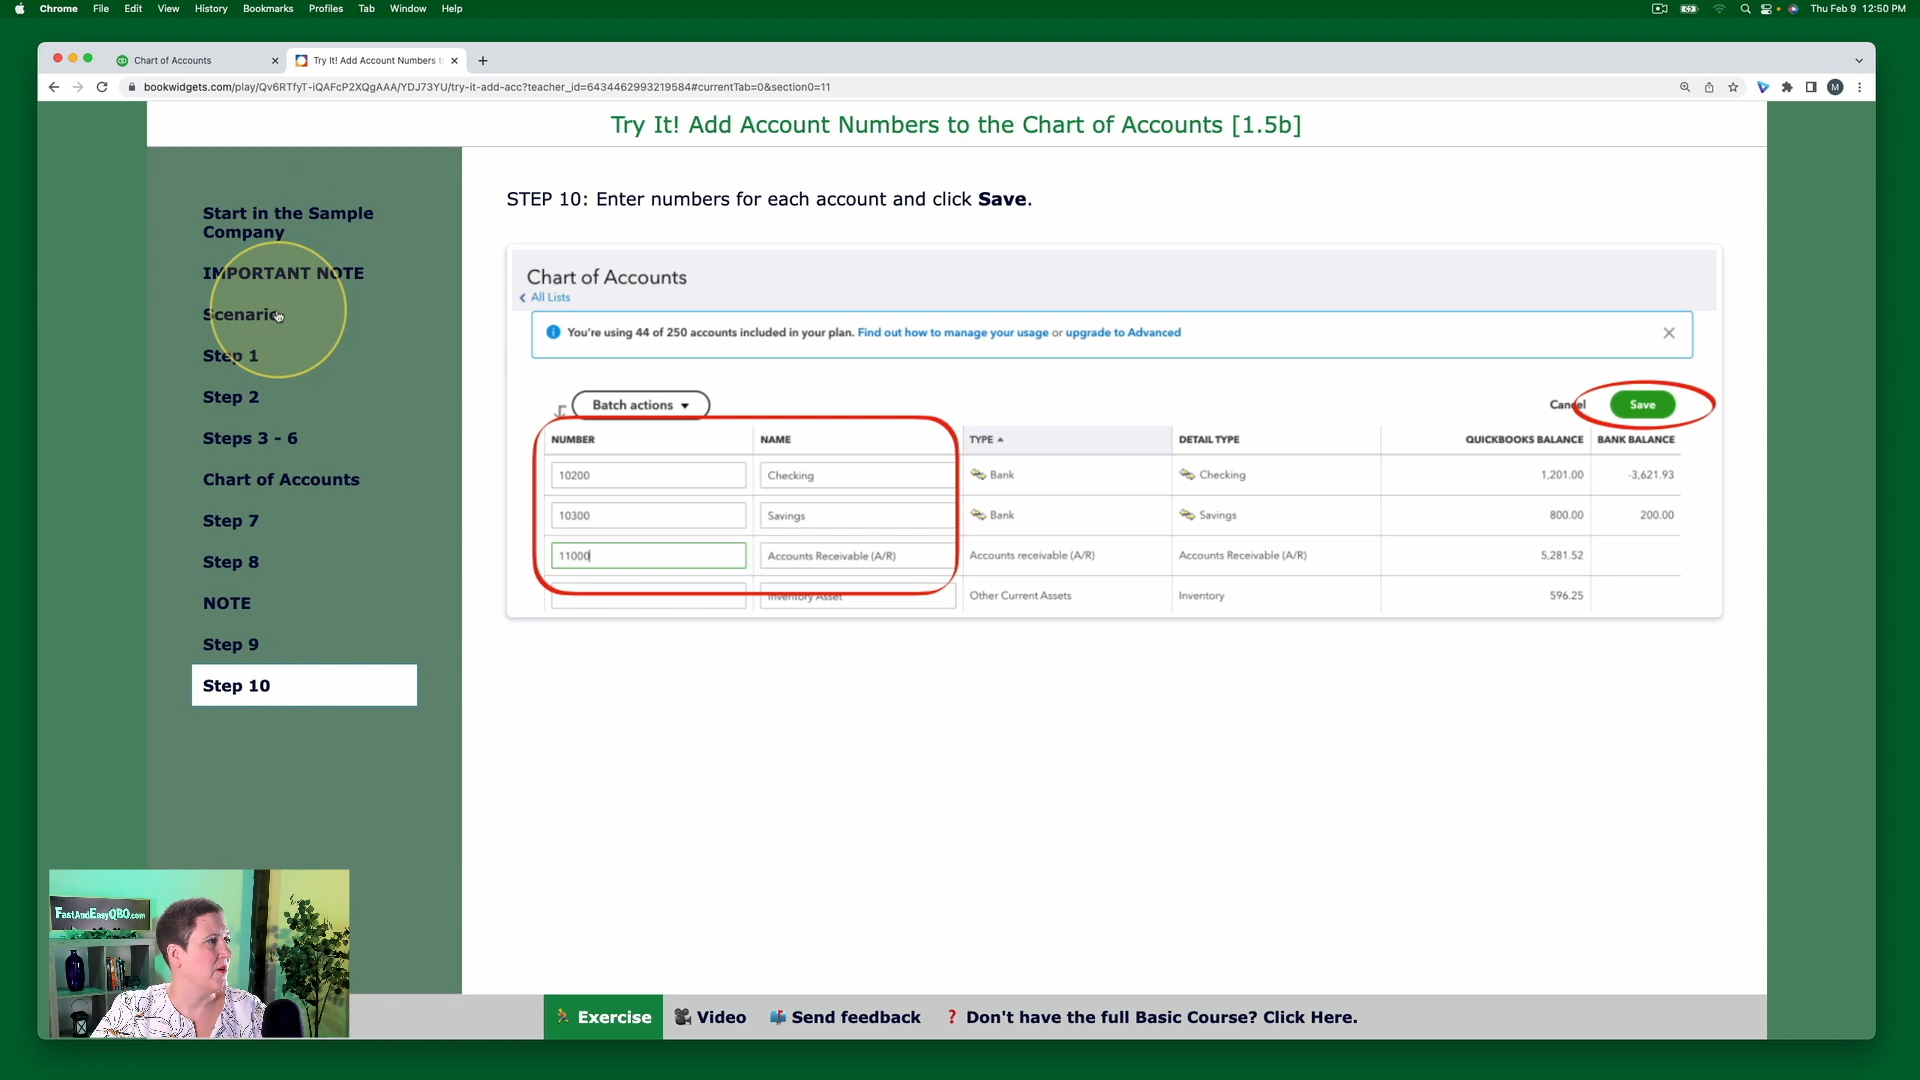 Chrome File Edit View History Bookmarks Profiles Tab Window Help Thu Feb 9 12:50 PM
Chart of Accounts
Try It! Add Account Numbers to
bookwidgets.com/play/Qv6RTfyT-iQAFcP2XQgAAA/YDJ73YU/try-it-add-acc?teacher_id=6434462993219584#currentTab=0&section0=11
M
Try It! Add Account Numbers to the Chart of Accounts [1.5b]
Start in the Sample
Company
IMPORTANT NOTE
Scenario
Step 1
Step 2
Steps 3 - 6
Chart of Accounts
Step 7
Step 8
NOTE
Step 9
Step 10
STEP 10: Enter numbers for each account and click Save.
Chart of Accounts
All Lists
You're using 44 of 250 accounts included in your plan. Find out how to manage your usage or upgrade to Advanced
Batch actions
Cancel Save
NUMBER NAME TYPE DETAIL TYPE QUICKBOOKS BALANCE BANK BALANCE
10200 Checking Bank Checking 1,201.00 -3,621.93
10300 Savings Bank Savings 800.00 200.00
11000 Accounts Receivable (A/R) Accounts receivable (A/R) Accounts Receivable (A/R) 5,281.52
Inventory Asset Other Current Assets Inventory 596.25
FastAndEasyQBO.com
Exercise Video Send feedback ? Don't have the full Basic Course? Click Here.